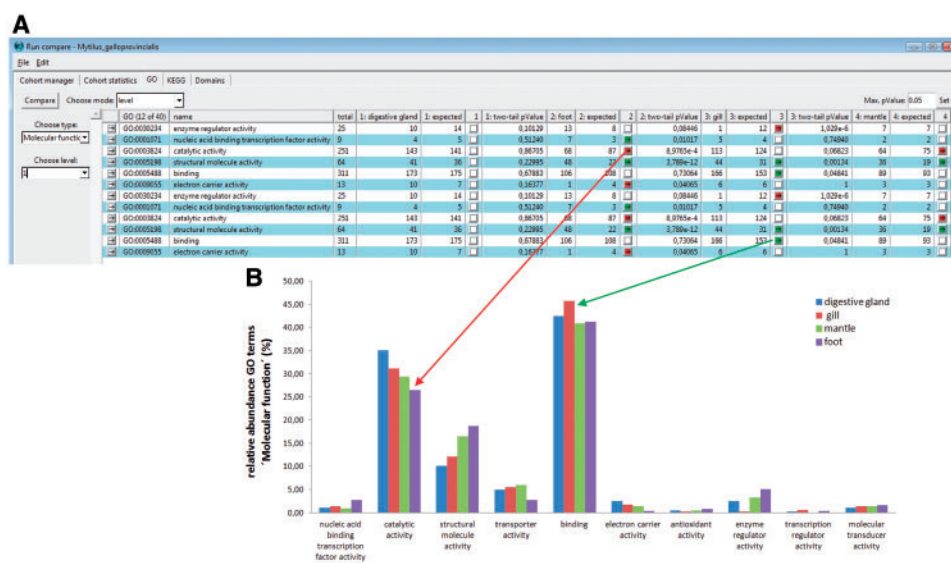 A
Run compare - Mytilus_galloprovincialis
File Edit
Cohort manager Cohort statistics GO KEGG Domains
Compare Choose mode: level Max. pValue: 0.05 Set
Choose type:
Molecular functic
Choose level:
1
GO (12 of 40) name total 1: digestive gland 1: expected 1 1: two-tail pValue 2: foot 2: expected 2 2: two-tail pValue 3: gill 3: expected 3 3: two-tail pValue 4: mantle 4: expected 4
GO:0030234 enzyme regulator activity 25 10 14 0,10129 13 8 0,08446 1 12 1,029e-6 7 7
GO:0001071 nucleic acid binding transcription factor activity 9 4 5 0,51240 7 3 0,01017 5 4 0,74940 2 2
GO:0003824 catalytic activity 251 143 141 0,86705 68 87 8,9765e-4 113 124 0,06823 64 75
GO:0005198 structural molecule activity 64 41 36 0,22995 48 22 3,789e-12 44 31 0,00134 36 19
GO:0005488 binding 311 173 175 0,67883 106 108 0,73064 166 153 0,04841 89 93
GO:0009055 electron carrier activity 13 10 7 0,16377 1 4 0,04065 6 6 1 3 3
GO:0030234 enzyme regulator activity 25 10 14 0,10129 13 8 0,08446 1 12 1,029e-6 7 7
GO:0001071 nucleic acid binding transcription factor activity 9 4 5 0,51240 7 3 0,01017 5 4 0,74940 2 2
GO:0003824 catalytic activity 251 143 141 0,86705 68 87 8,9765e-4 113 124 0,06823 64 75
GO:0005198 structural molecule activity 64 41 36 0,22995 48 22 3,789e-12 44 31 0,00134 36 19
GO:0005488 binding 311 173 175 0,67883 106 108 0,73064 166 153 0,04841 89 93
GO:0009055 electron carrier activity 13 10 7 0,16377 1 4 0,04065 6 6 1 3 3
B
relative abundance GO terms
´Molecular function´ (%)
50,00
45,00
40,00
35,00
30,00
25,00
20,00
15,00
10,00
5,00
0,00
digestive gland
gill
mantle
foot
nucleic acid
binding
transcription
factor activity
catalytic
activity
structural
molecule
activity
transporter
activity
binding
electron carrier
activity
antioxidant
activity
enzyme
regulator
activity
transcription
regulator
activity
molecular
transducer
activity